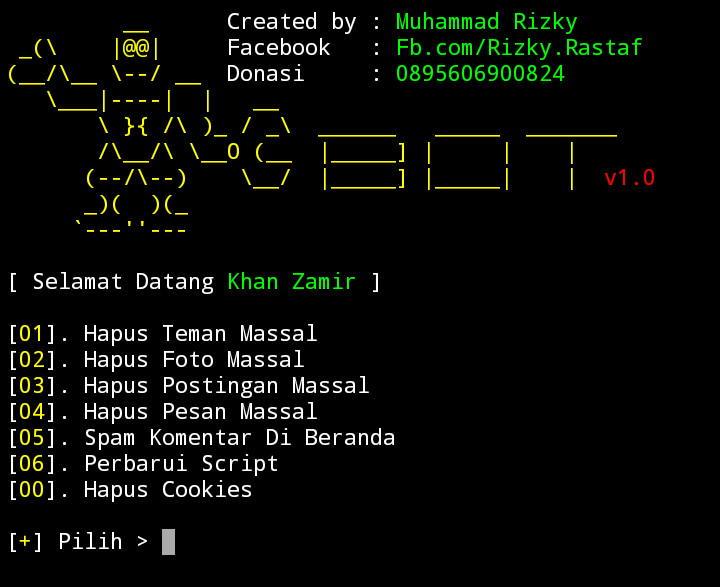 Created by : Muhammad Rizky
Facebook : Fb.com/Rizky.Rastaf
Donasi : 0895606900824
BOT
v1.0
[ Selamat Datang Khan Zamir ]
[01]. Hapus Teman Massal
[02]. Hapus Foto Massal
[03]. Hapus Postingan Massal
[04]. Hapus Pesan Massal
[05]. Spam Komentar Di Beranda
[06]. Perbarui Script
[00]. Hapus Cookies
[+] Pilih >